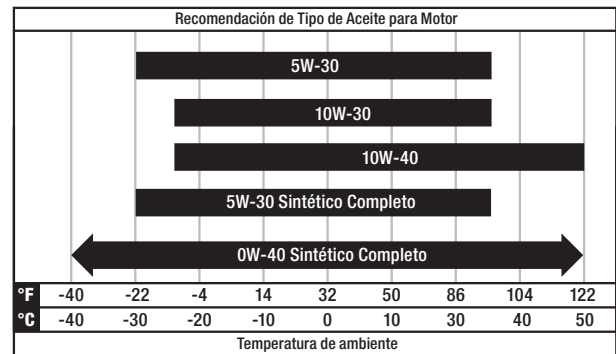 Recomendación de Tipo de Aceite para Motor
5W-30
10W-30
10W-40
5W-30 Sintético Completo
0W-40 Sintético Completo
°F -40 -22 -4 14 32 50 86 104 122
°C -40 -30 -20 -10 0 10 30 40 50
Temperatura de ambiente